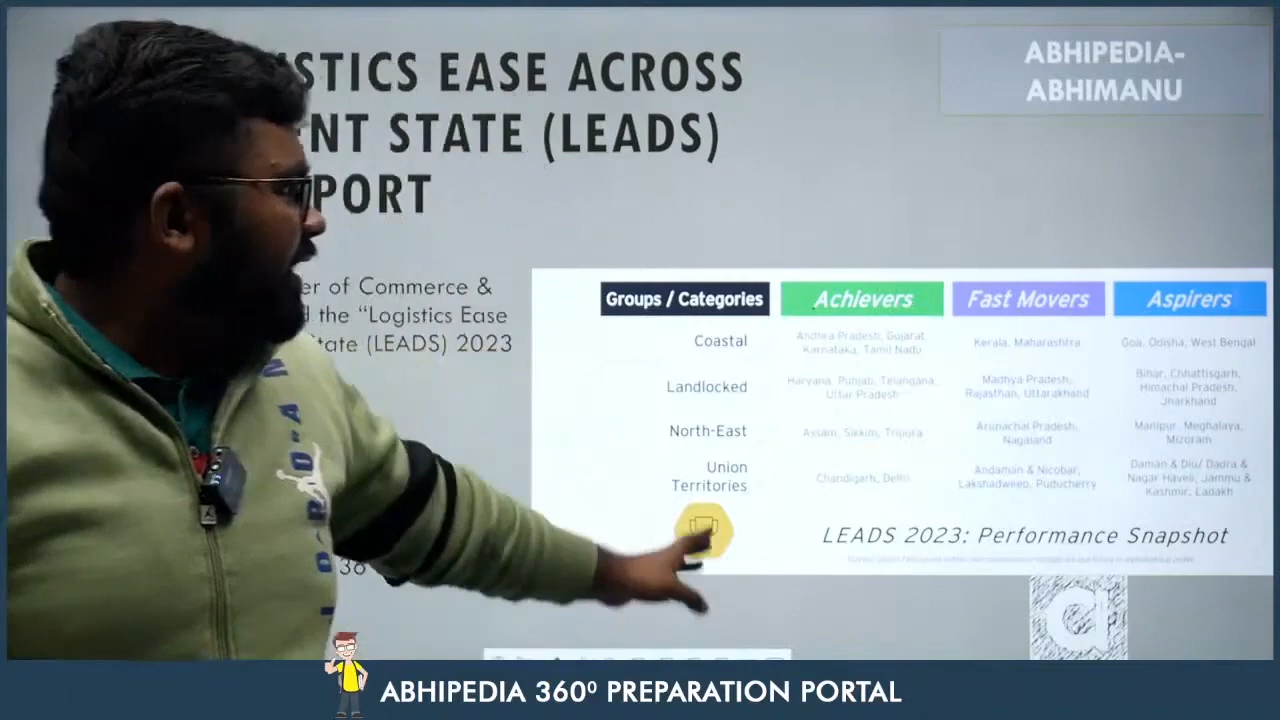 ISTICS EASE ACROSS
ENT STATE (LEADS)
PORT
ABHIPEDIA-
ABHIMANU
er of Commerce &
d the “Logistics Ease
State (LEADS) 2023
36
Groups / Categories Achievers Fast Movers Aspirers
Coastal
Andhra Pradesh, Gujarat,
Karnataka, Tamil Nadu
Kerala, Maharashtra
Goa, Odisha, West Bengal
Landlocked
Haryana, Punjab, Telangana,
Uttar Pradesh
Madhya Pradesh,
Rajasthan, Uttarakhand
Bihar, Chhattisgarh,
Himachal Pradesh,
Jharkhand
North-East
Assam, Sikkim, Tripura
Arunachal Pradesh,
Nagaland
Manipur, Meghalaya,
Mizoram
Union
Territories
Chandigarh, Delhi
Andaman & Nicobar,
Lakshadweep, Puducherry
Daman & Diu/ Dadra &
Nagar Haveli, Jammu &
Kashmir, Ladakh
LEADS 2023: Performance Snapshot
a
ABHIPEDIA 360⁰ PREPARATION PORTAL